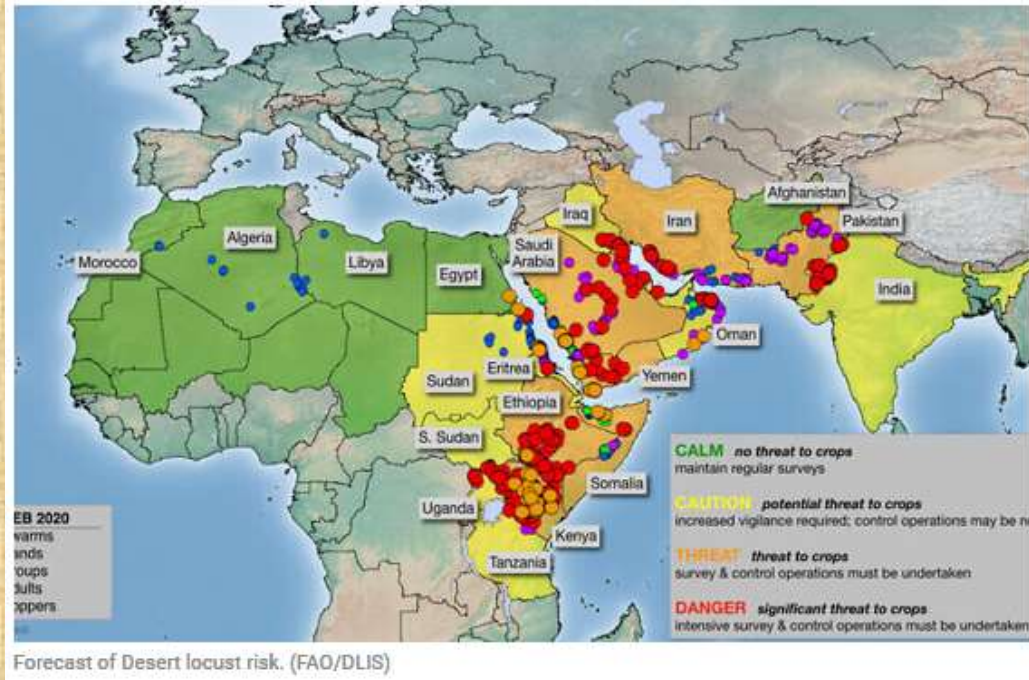 Afghanistan
Iraq
Iran
Pakistan
Algeria
Saudi
Arabia
Morocco
Libya
Egypt
India
Oman
Eritrea
Yemen
Sudan
Ethiopia
S. Sudan
Somalia
Uganda
Kenya
Tanzania
EB 2020
warms
ands
roups
dults
oppers
CALM no threat to crops
maintain regular surveys
CAUTION potential threat to crops
increased vigilance required; control operations may be
THREAT threat to crops
survey & control operations must be undertaken
DANGER significant threat to crops
intensive survey & control operations must be undertaken
Forecast of Desert locust risk. (FAO/DLIS)